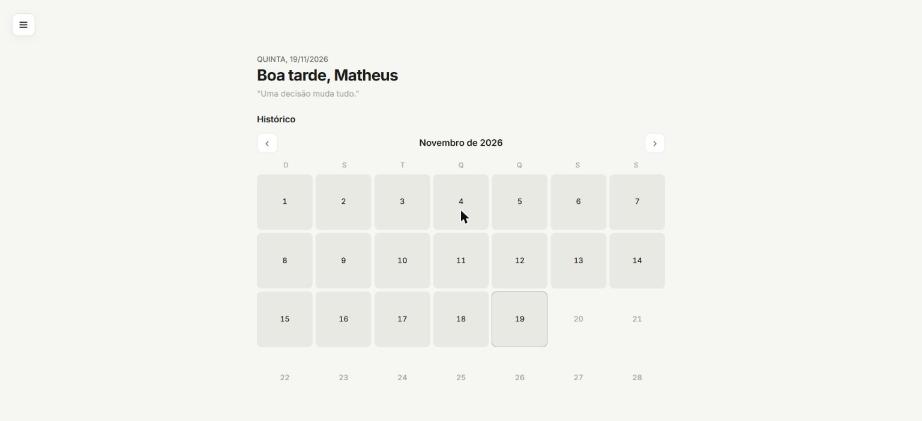 QUINTA, 19/11/2026
Boa tarde, Matheus
"Uma decisão muda tudo."
Histórico
Novembro de 2026
D S T Q Q S S
1 2 3 4 5 6 7
8 9 10 11 12 13 14
15 16 17 18 19 20 21
22 23 24 25 26 27 28